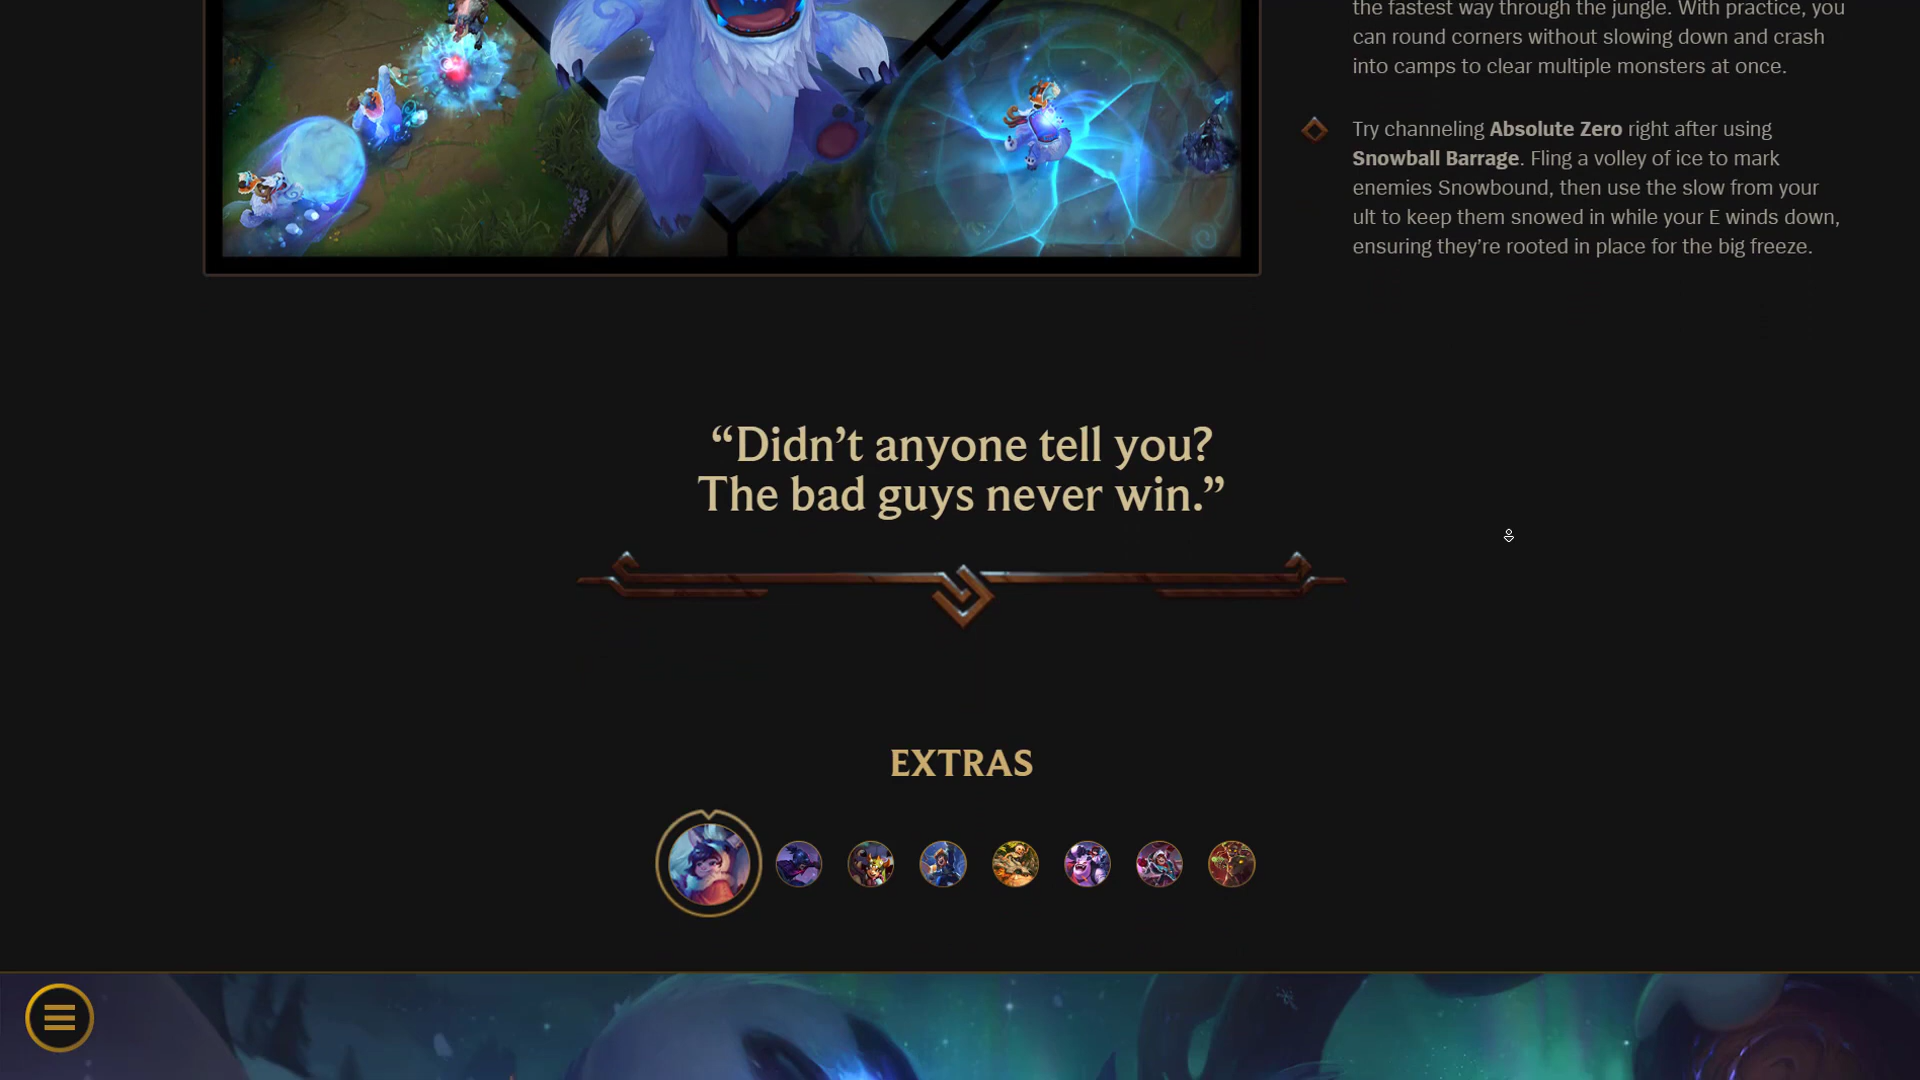 the fastest way through the jungle. With practice, you
can round corners without slowing down and crash
into camps to clear multiple monsters at once.
Try channeling Absolute Zero right after using
Snowball Barrage. Fling a volley of ice to mark
enemies Snowbound, then use the slow from your
ult to keep them snowed in while your E winds down,
ensuring they’re rooted in place for the big freeze.
“Didn’t anyone tell you?
The bad guys never win.”
EXTRAS